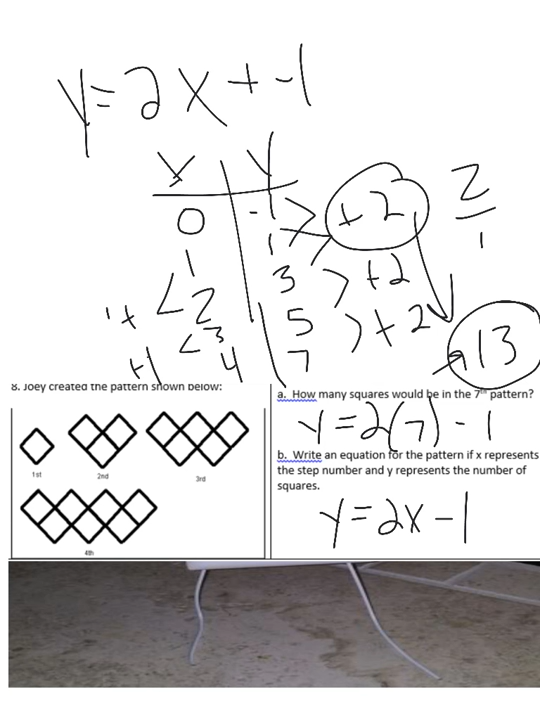 y = 2x + -1
x y
0 -1
1 1
2 3
3 5
4 7
+2
+2
+2
2/1
1+
+1
13
8. Joey created the pattern shown below:
1st
2nd
3rd
4th
a. How many squares would be in the 7th pattern?
y = 2(7) - 1
b. Write an equation for the pattern if x represents
the step number and y represents the number of
squares.
y = 2x - 1